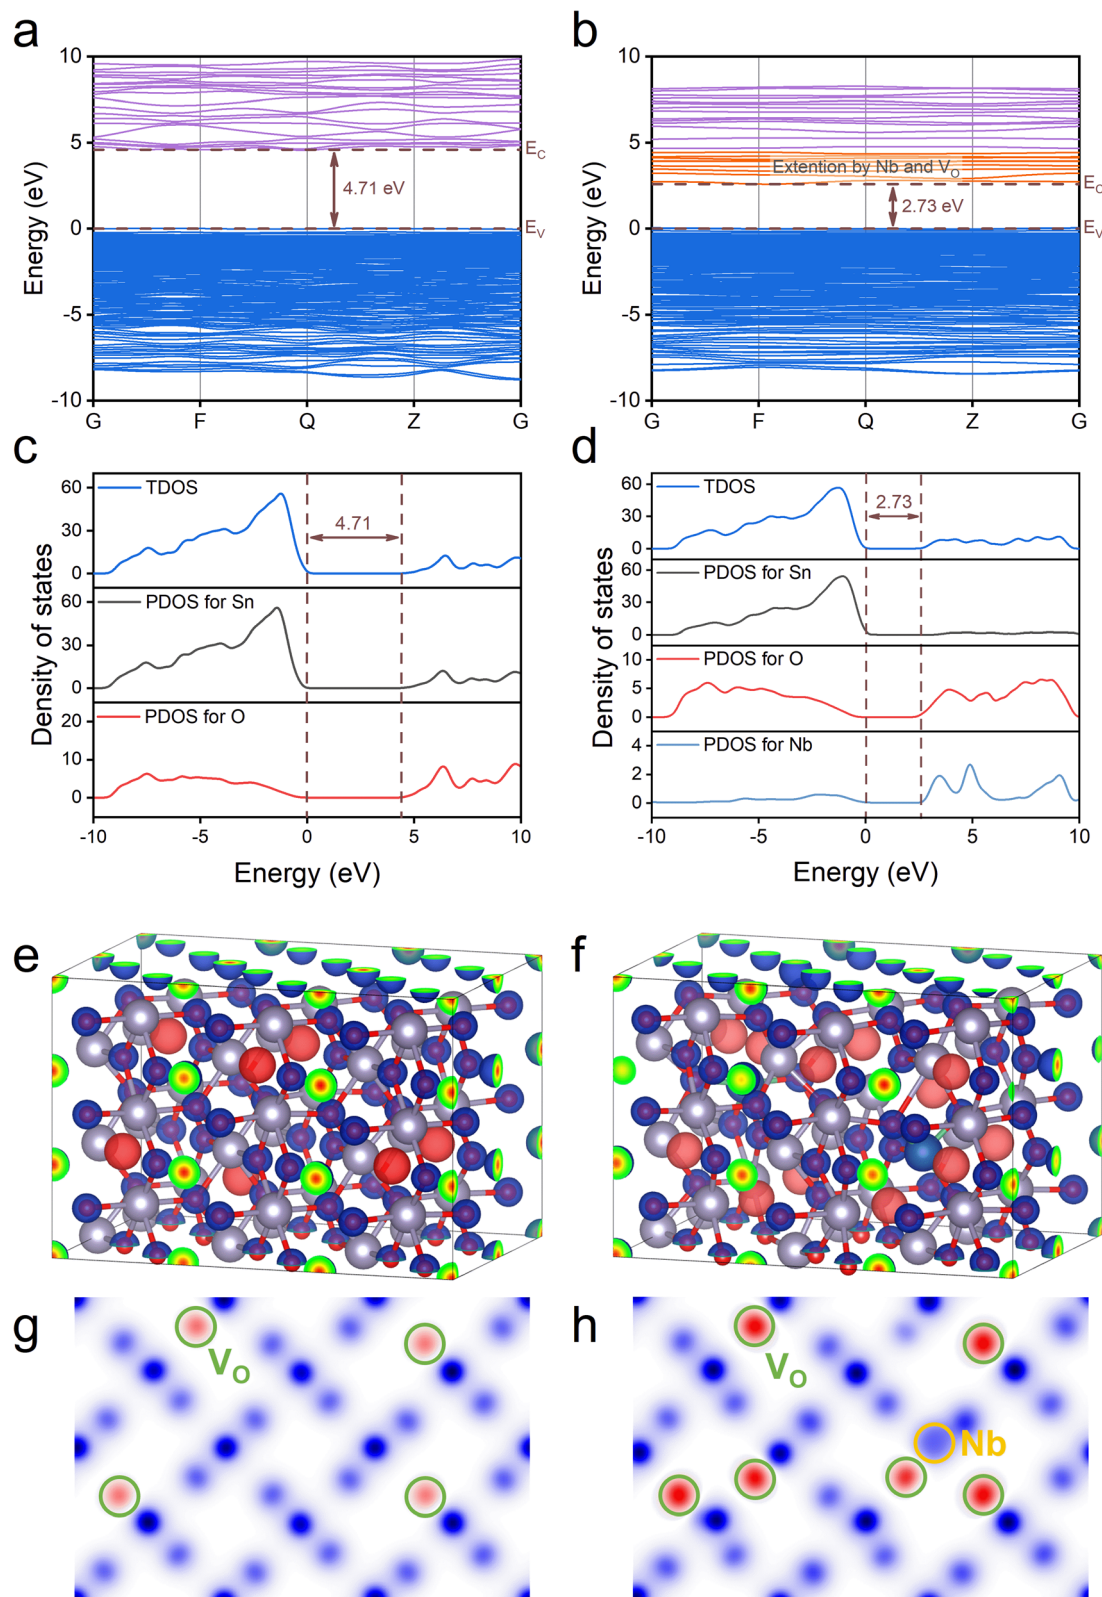 a
10
5
0
-5
-10
Energy (eV)
4.71 eV
E_C
E_V
G F Q Z G
b
10
5
0
-5
-10
Energy (eV)
Extention by Nb and V_O
2.73 eV
E_C
E_V
G F Q Z G
c
TDOS
4.71
60
30
0
PDOS for Sn
60
30
0
PDOS for O
20
10
0
Density of states
-10 -5 0 5 10
Energy (eV)
d
TDOS
2.73
60
30
0
PDOS for Sn
60
30
0
PDOS for O
10
5
0
PDOS for Nb
4
2
0
Density of states
-10 -5 0 5 10
Energy (eV)
e
f
g
V_O
h
V_O
Nb